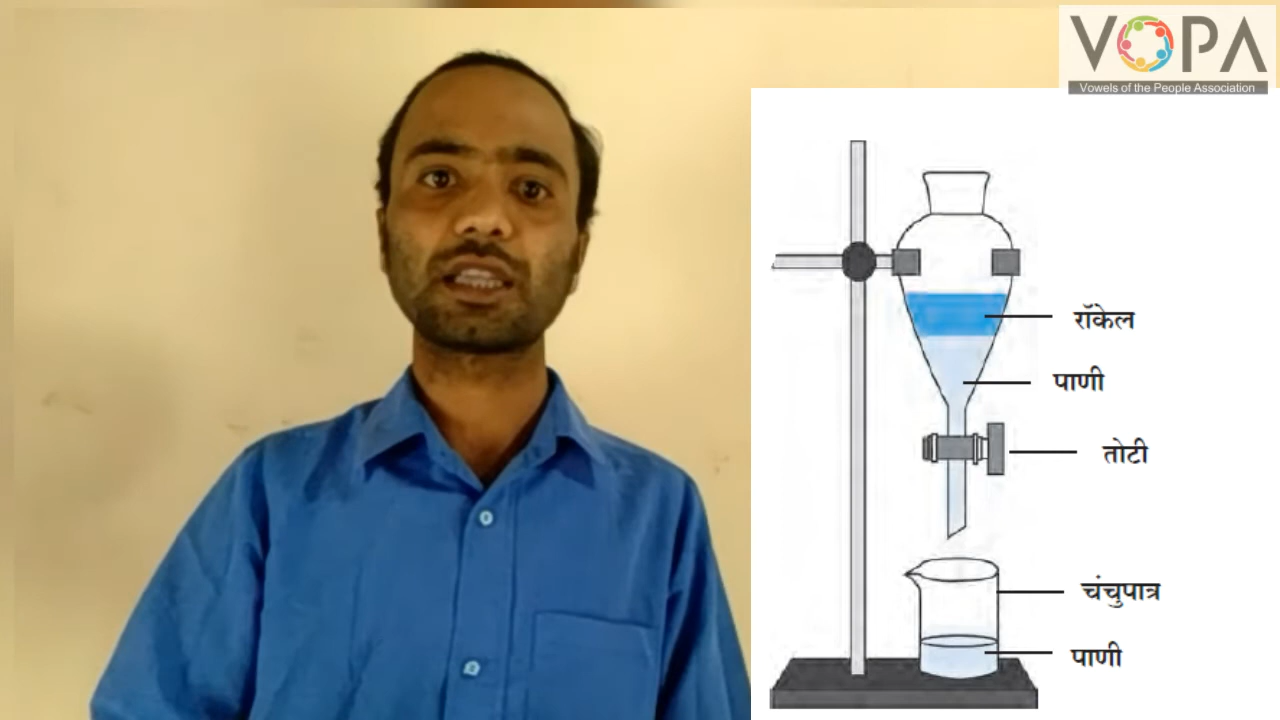 VOPA
Vowels of the People Association
रॉकेल
पाणी
तोटी
चंचुपात्र
पाणी